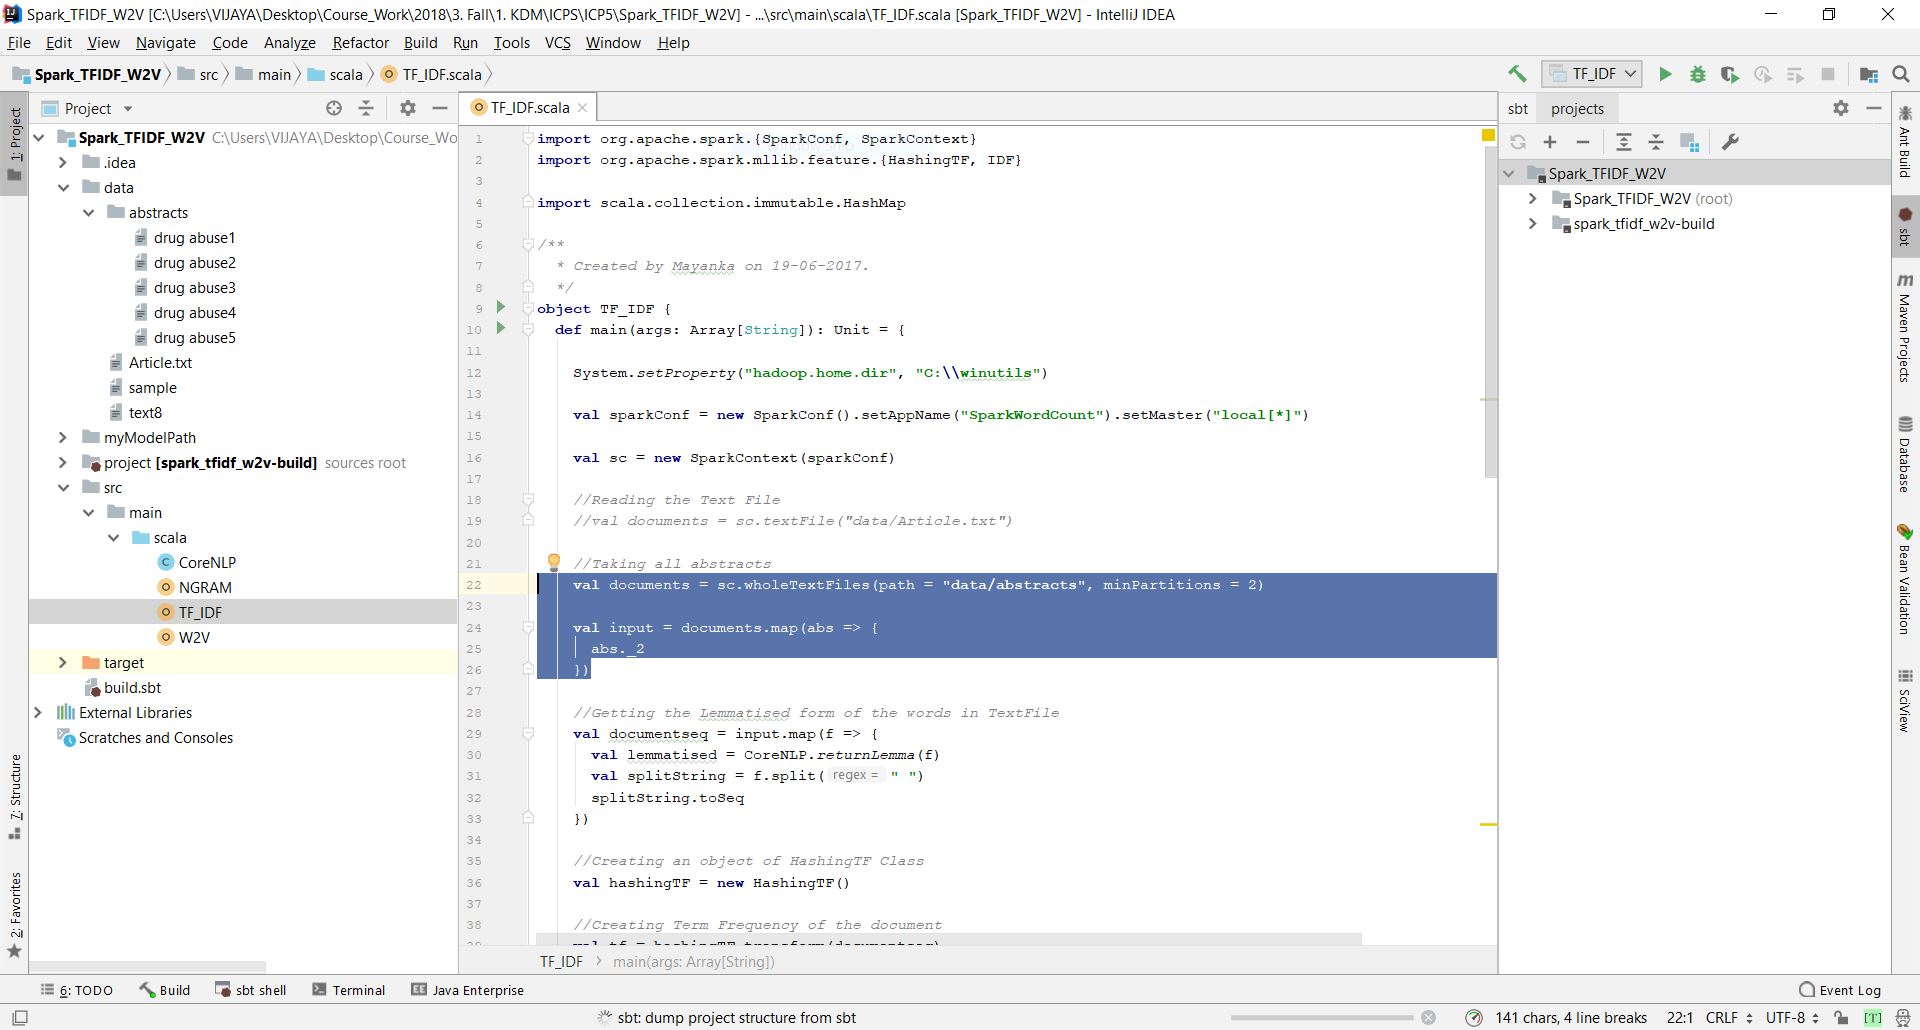 Spark_TFIDF_W2V [C:\Users\VIJAYA\Desktop\Course_Work\2018\3. Fall\1. KDM\ICPS\ICP5\Spark_TFIDF_W2V] - ...\src\main\scala\TF_IDF.scala [Spark_TFIDF_W2V] - IntelliJ IDEA
File Edit View Navigate Code Analyze Refactor Build Run Tools VCS Window Help
Spark_TFIDF_W2V src main scala TF_IDF.scala
TF_IDF
1: Project
7: Structure
2: Favorites
Project
Spark_TFIDF_W2V C:\Users\VIJAYA\Desktop\Course_Wo
.idea
data
abstracts
drug abuse1
drug abuse2
drug abuse3
drug abuse4
drug abuse5
Article.txt
sample
text8
myModelPath
project [spark_tfidf_w2v-build] sources root
src
main
scala
CoreNLP
NGRAM
TF_IDF
W2V
target
build.sbt
External Libraries
Scratches and Consoles
TF_IDF.scala
1 import org.apache.spark.{SparkConf, SparkContext}
2 import org.apache.spark.mllib.feature.{HashingTF, IDF}
3
4 import scala.collection.immutable.HashMap
5
6 /**
7 * Created by Mayanka on 19-06-2017.
8 */
9 object TF_IDF {
10 def main(args: Array[String]): Unit = {
11
12 System.setProperty("hadoop.home.dir", "C:\\winutils")
13
14 val sparkConf = new SparkConf().setAppName("SparkWordCount").setMaster("local[*]")
15
16 val sc = new SparkContext(sparkConf)
17
18 //Reading the Text File
19 //val documents = sc.textFile("data/Article.txt")
20
21 //Taking all abstracts
22 val documents = sc.wholeTextFiles(path = "data/abstracts", minPartitions = 2)
23
24 val input = documents.map(abs => {
25 abs._2
26 })
27
28 //Getting the Lemmatised form of the words in TextFile
29 val documentseq = input.map(f => {
30 val lemmatised = CoreNLP.returnLemma(f)
31 val splitString = f.split( regex = " ")
32 splitString.toSeq
33 })
34
35 //Creating an object of HashingTF Class
36 val hashingTF = new HashingTF()
37
38 //Creating Term Frequency of the document
TF_IDF main(args: Array[String])
sbt projects
Spark_TFIDF_W2V
Spark_TFIDF_W2V (root)
spark_tfidf_w2v-build
Ant Build
sbt
Maven Projects
Database
Bean Validation
SciView
6: TODO Build sbt shell Terminal Java Enterprise Event Log
sbt: dump project structure from sbt 141 chars, 4 line breaks 22:1 CRLF UTF-8 [T]